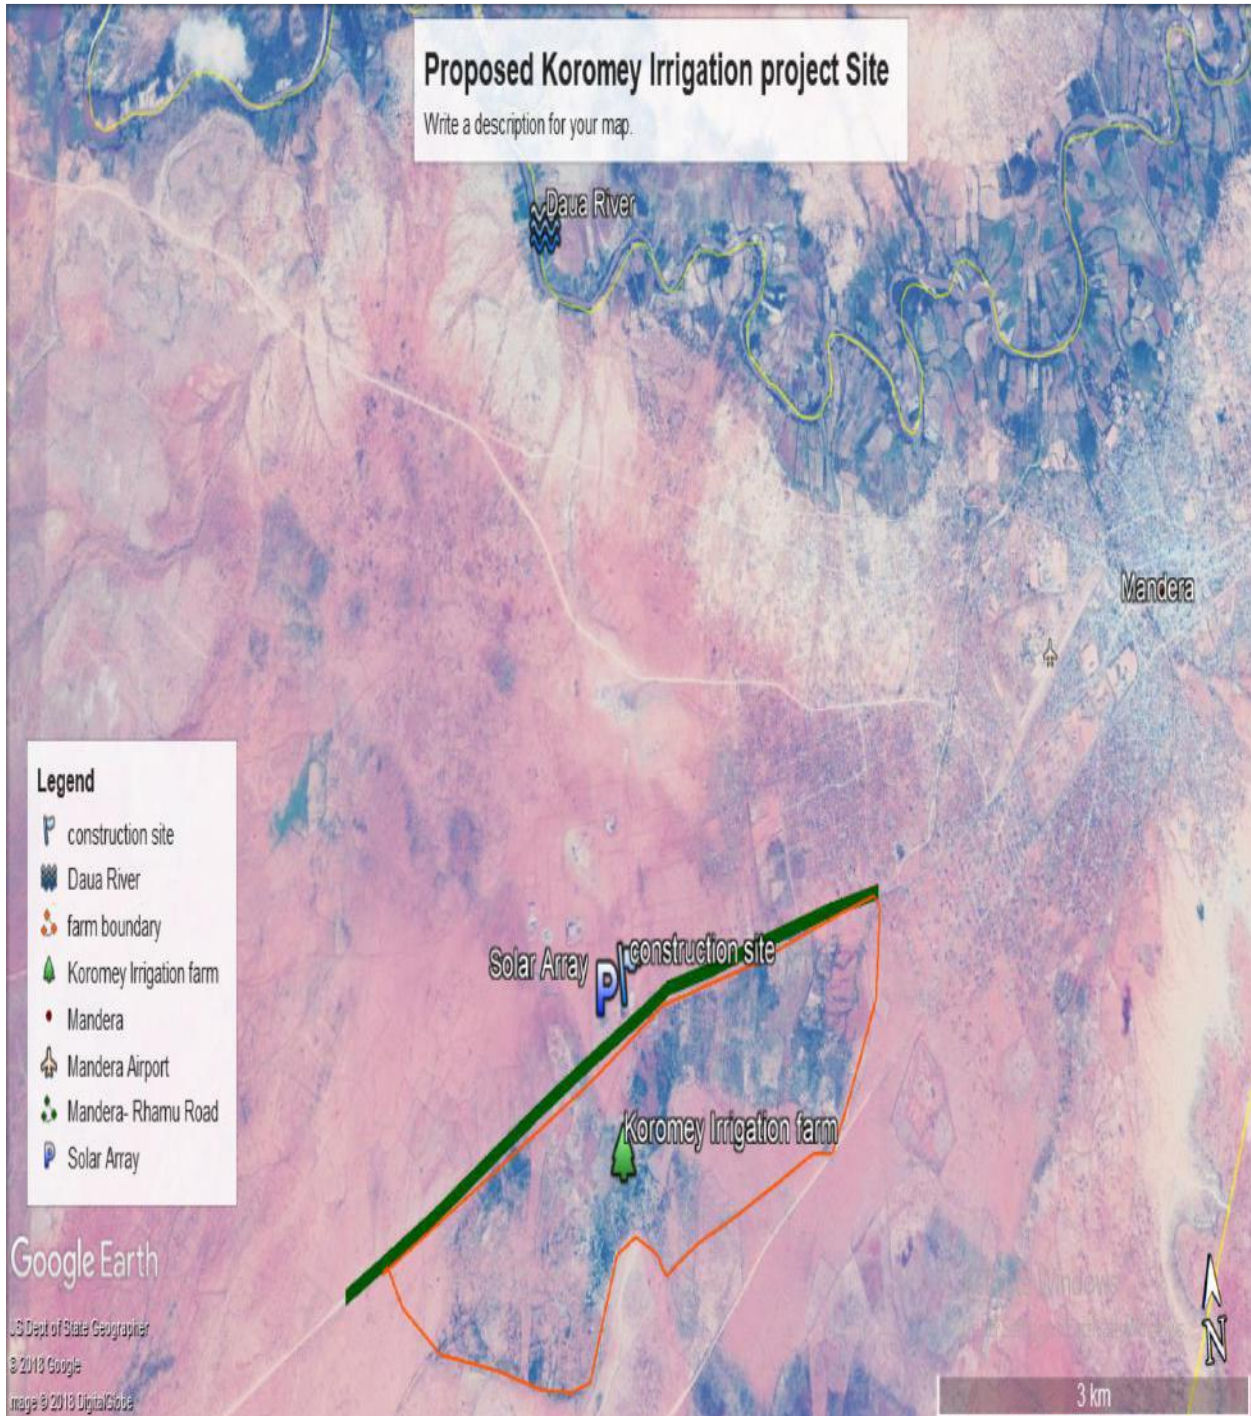 Proposed Koromey Irrigation project Site
Write a description for your map.
Daua River
Mandera
Legend
construction site
Daua River
farm boundary
Koromey Irrigation farm
Mandera
Mandera Airport
Mandera- Rhamu Road
Solar Array
Solar Array
construction site
P
Koromey Irrigation farm
Google Earth
US Dept of State Geographer
© 2018 Google
Image © 2018 DigitalGlobe
N
3 km